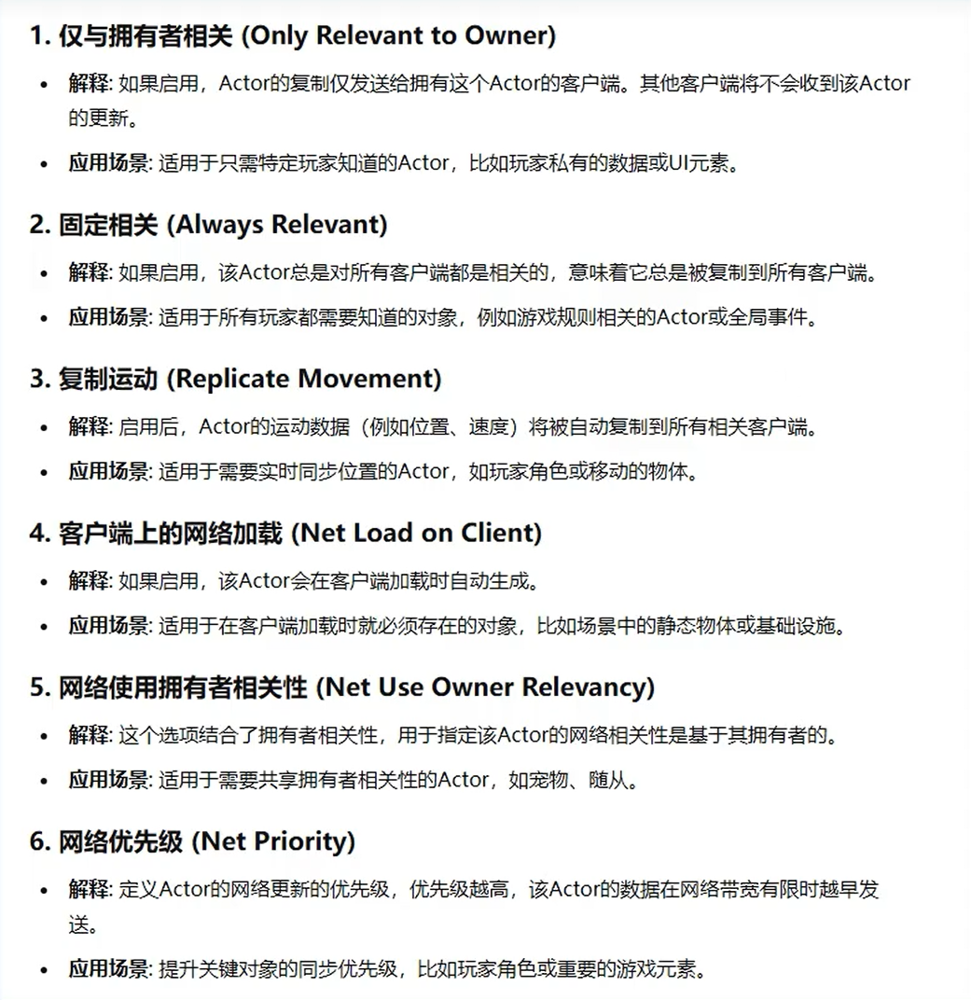 1. 仅与拥有者相关 (Only Relevant to Owner)
• 解释: 如果启用，Actor的复制仅发送给拥有这个Actor的客户端。其他客户端将不会收到该Actor
的更新。
• 应用场景: 适用于只需特定玩家知道的Actor，比如玩家私有的数据或UI元素。
2. 固定相关 (Always Relevant)
• 解释: 如果启用，该Actor总是对所有客户端都是相关的，意味着它总是被复制到所有客户端。
• 应用场景: 适用于所有玩家都需要知道的对象，例如游戏规则相关的Actor或全局事件。
3. 复制运动 (Replicate Movement)
• 解释: 启用后，Actor的运动数据（例如位置、速度）将被自动复制到所有相关客户端。
• 应用场景: 适用于需要实时同步位置的Actor，如玩家角色或移动的物体。
4. 客户端上的网络加载 (Net Load on Client)
• 解释: 如果启用，该Actor会在客户端加载时自动生成。
• 应用场景: 适用于在客户端加载时就必须存在的对象，比如场景中的静态物体或基础设施。
5. 网络使用拥有者相关性 (Net Use Owner Relevancy)
• 解释: 这个选项结合了拥有者相关性，用于指定该Actor的网络相关性是基于其拥有者的。
• 应用场景: 适用于需要共享拥有者相关性的Actor，如宠物、随从。
6. 网络优先级 (Net Priority)
• 解释: 定义Actor的网络更新的优先级，优先级越高，该Actor的数据在网络带宽有限时越早发
送。
• 应用场景: 提升关键对象的同步优先级，比如玩家角色或重要的游戏元素。